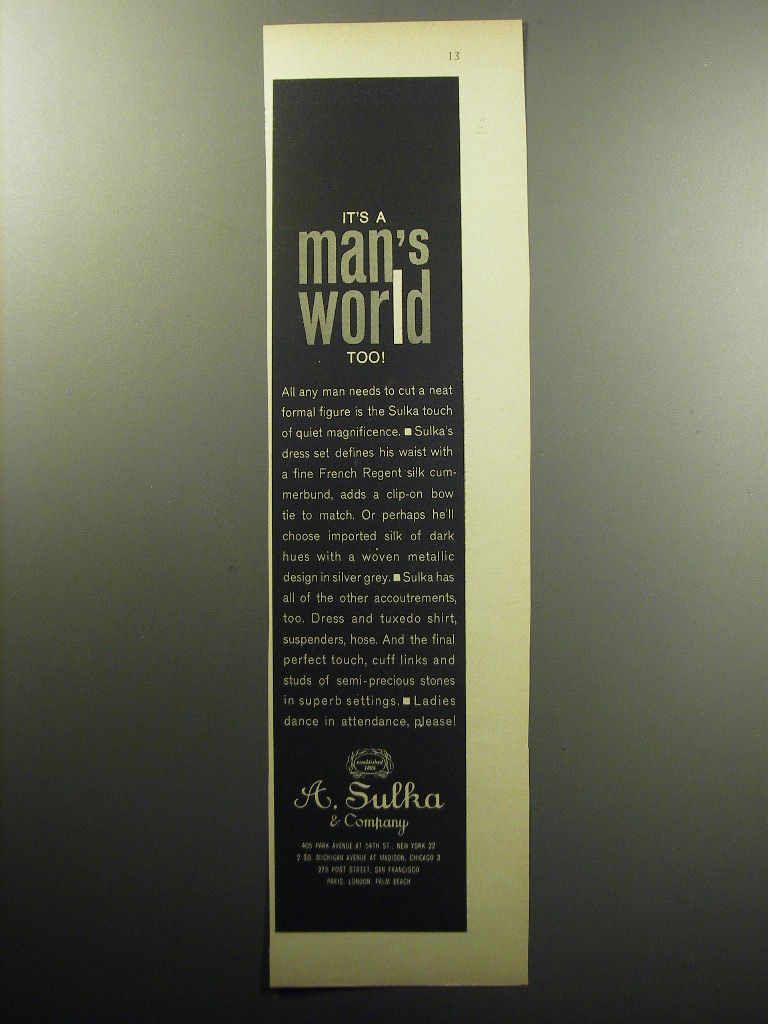 13
IT'S A
man's
world
TOO!
All any man needs to cut a neat
formal figure is the Sulka touch
of quiet magnificence. ■ Sulka's
dress set defines his waist with
a fine French Regent silk cum-
merbund, adds a clip-on bow
tie to match. Or perhaps he'll
choose imported silk of dark
hues with a woven metallic
design in silver grey. ■ Sulka has
all of the other accoutrements,
too. Dress and tuxedo shirt,
suspenders, hose. And the final
perfect touch, cuff links and
studs of semi-precious stones
in superb settings. ■ Ladies
dance in attendance, please!
established
A. Sulka
& Company
405 PARK AVENUE AT 54TH ST., NEW YORK 22
2 SO. MICHIGAN AVENUE AT MADISON, CHICAGO 3
278 POST STREET, SAN FRANCISCO
PARIS, LONDON, PALM BEACH